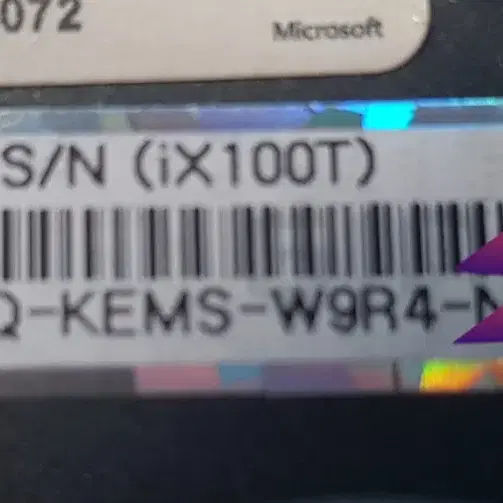 072
Microsoft
S/N (iX100T)
-KEMS-W9R4-